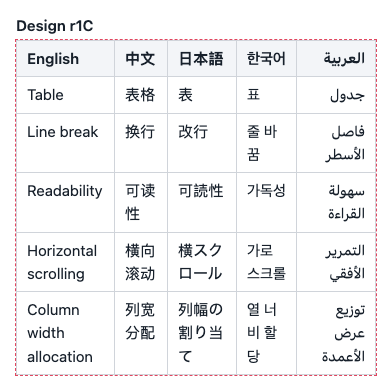 Design r1C
English 中文 日本語 한국어 العربية
Table 表格 表 표 جدول
Line break 换行 改行 줄 바 فاصل
꿈 الأسطر
Readability 可读 可読性 가독성 سهولة
性 القراءة
Horizontal 横向 横スク 가로 التمرير
scrolling 滚动 ロール 스크롤 الأفقي
Column 列宽 列幅の 열 너 توزيع
width 分配 割り当 비 할 عرض
allocation て 당 الأعمدة